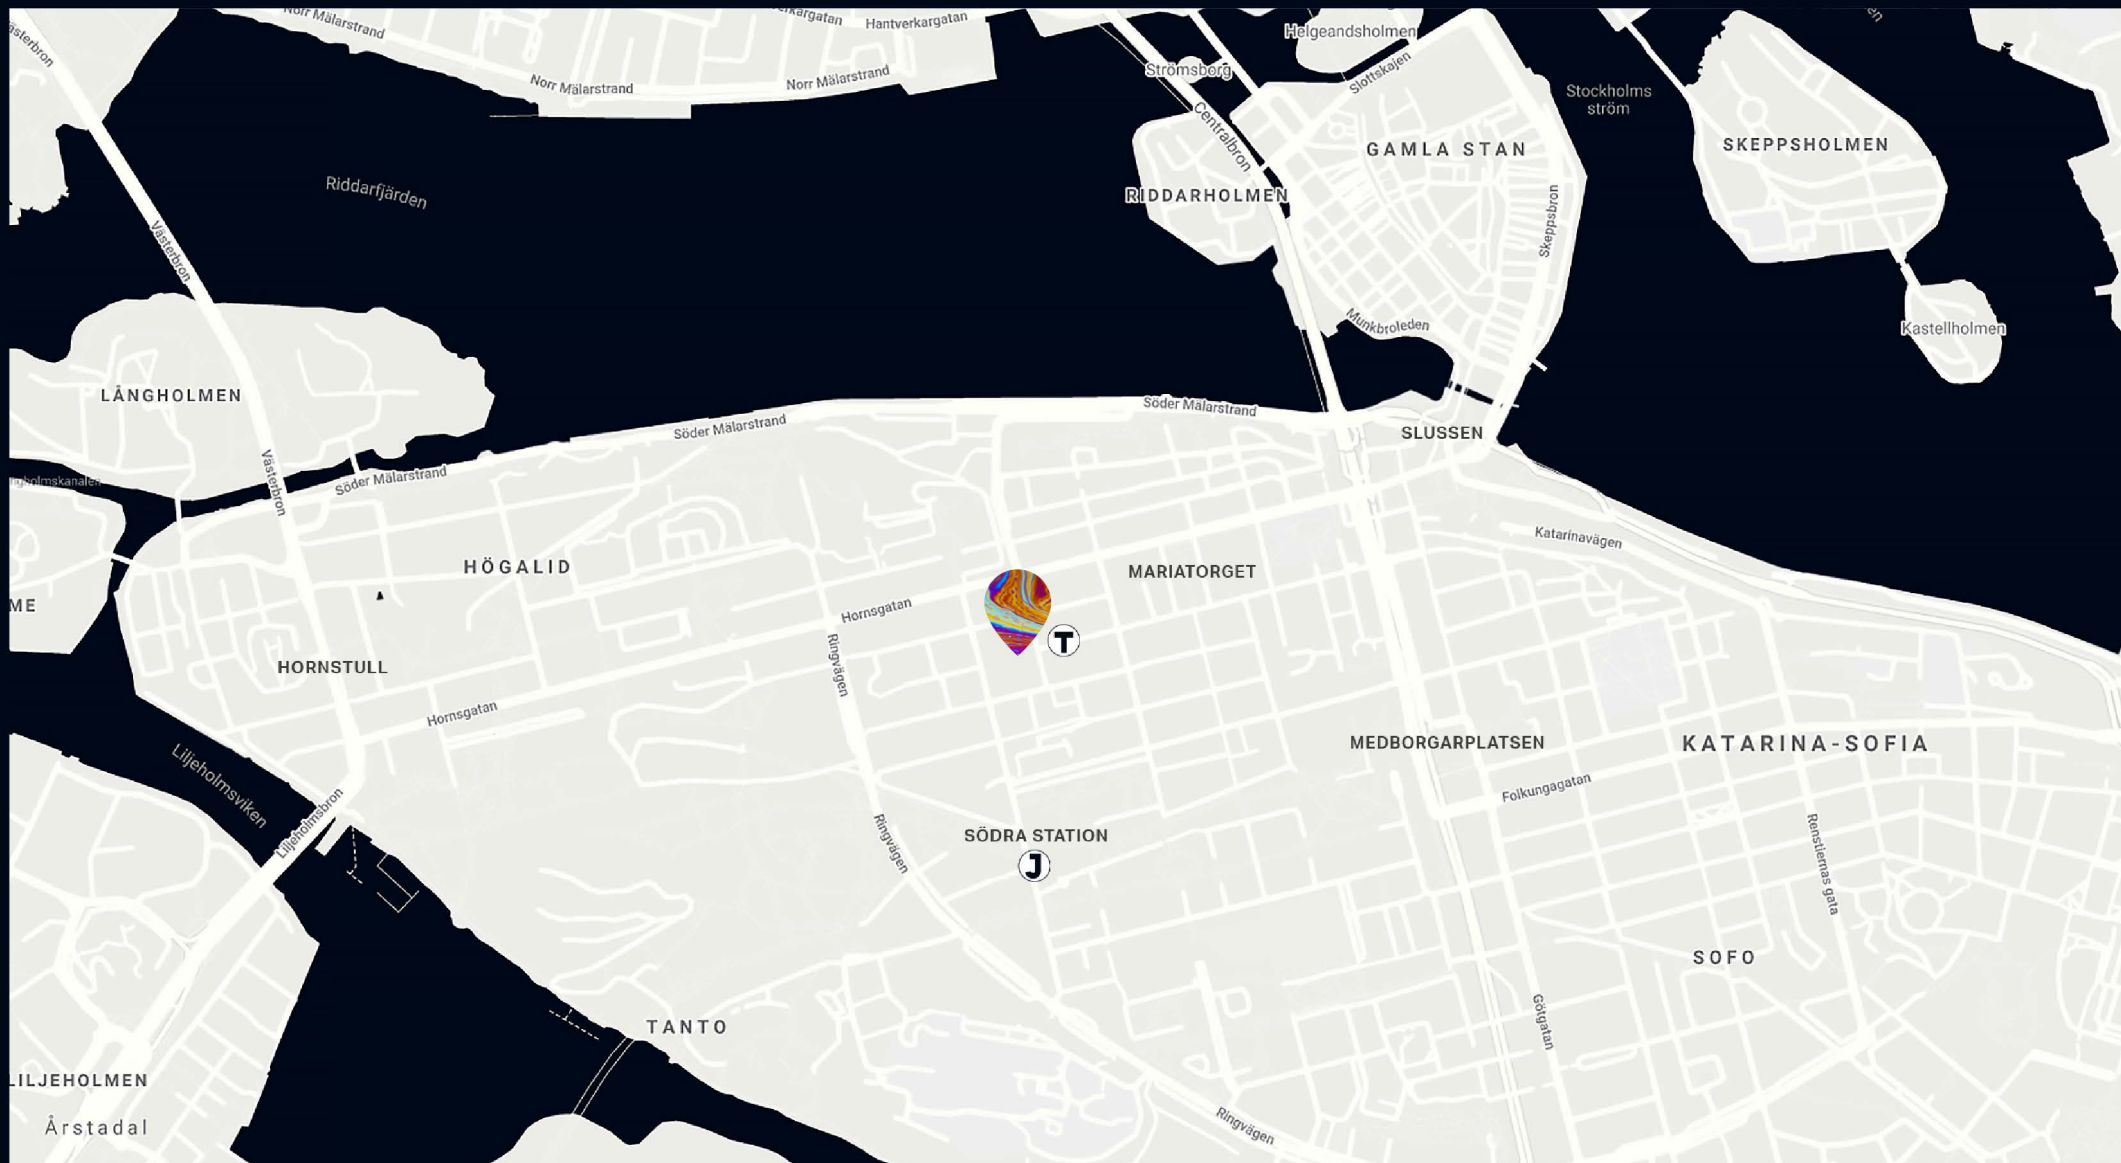 Norr Mälarstrand
Hantverkargatan
Helgeandsholmen
Strömsborg
Slottskajen
Norr Mälarstrand
Norr Mälarstrand
Stockholms
ström
Centralbron
GAMLA STAN
SKEPPSHOLMEN
Riddarfjärden
RIDDARHOLMEN
Västerbron
Skeppsbron
Munkbroleden
Kastellholmen
LÅNGHOLMEN
Söder Mälarstrand
Söder Mälarstrand
SLUSSEN
Västerbron
Söder Mälarstrand
Katarinavägen
HÖGALID
MARIATORGET
ME
Hornsgatan
T
Ringvägen
HORNSTULL
Hornsgatan
MEDBORGARPLATSEN
KATARINA-SOFIA
Liljeholmsviken
Folkungagatan
Liljeholmsbron
SÖDRA STATION
J
Ringvägen
Renstiernas gata
SOFO
Götgatan
TANTO
LILJEHOLMEN
Årstadal
Ringvägen